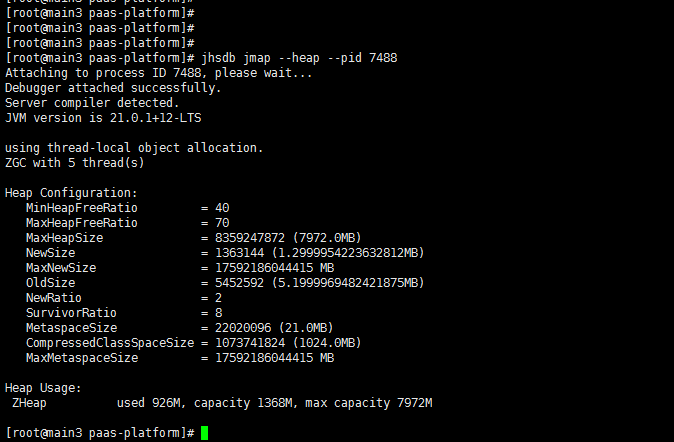 [root@main3 paas-platform]#
[root@main3 paas-platform]#
[root@main3 paas-platform]#
[root@main3 paas-platform]# jhsdb jmap --heap --pid 7488
Attaching to process ID 7488, please wait...
Debugger attached successfully.
Server compiler detected.
JVM version is 21.0.1+12-LTS
using thread-local object allocation.
ZGC with 5 thread(s)
Heap Configuration:
MinHeapFreeRatio = 40
MaxHeapFreeRatio = 70
MaxHeapSize = 8359247872 (7972.0MB)
NewSize = 1363144 (1.2999954223632812MB)
MaxNewSize = 17592186044415 MB
OldSize = 5452592 (5.1999969482421875MB)
NewRatio = 2
SurvivorRatio = 8
MetaspaceSize = 22020096 (21.0MB)
CompressedClassSpaceSize = 1073741824 (1024.0MB)
MaxMetaspaceSize = 17592186044415 MB
Heap Usage:
ZHeap used 926M, capacity 1368M, max capacity 7972M
[root@main3 paas-platform]#